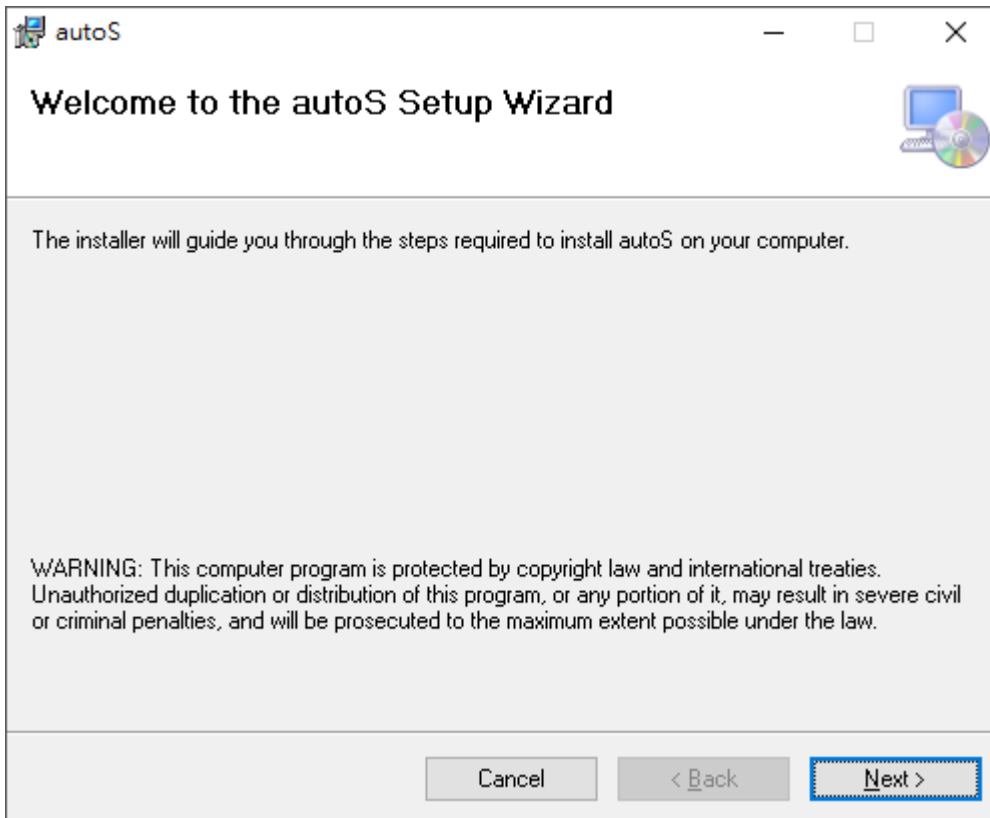 autoS
Welcome to the autoS Setup Wizard
The installer will guide you through the steps required to install autoS on your computer.
WARNING: This computer program is protected by copyright law and international treaties.
Unauthorized duplication or distribution of this program, or any portion of it, may result in severe civil
or criminal penalties, and will be prosecuted to the maximum extent possible under the law.
Cancel
< Back
Next >